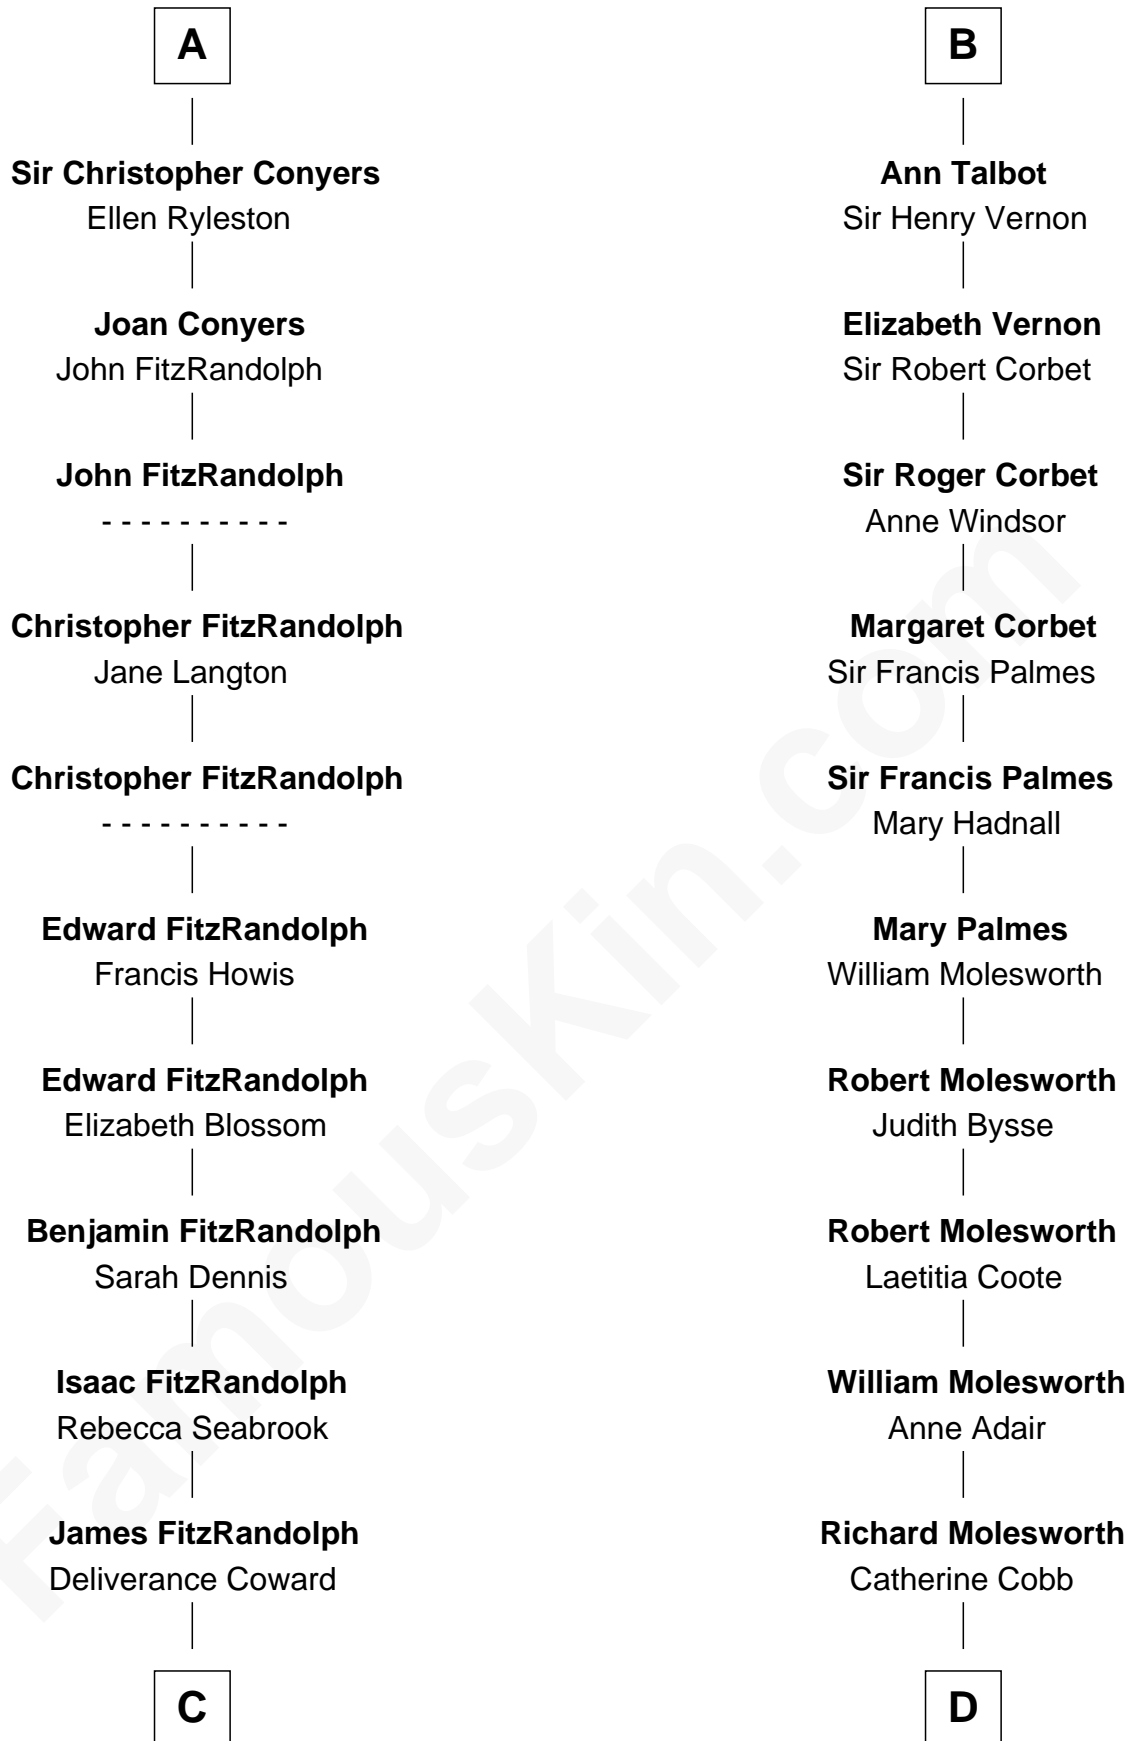 A
Sir Christopher Conyers
Ellen Ryleston
Joan Conyers
John FitzRandolph
John FitzRandolph
- - - - - - - - - -
Christopher FitzRandolph
Jane Langton
Christopher FitzRandolph
- - - - - - - - - -
Edward FitzRandolph
Francis Howis
Edward FitzRandolph
Elizabeth Blossom
Benjamin FitzRandolph
Sarah Dennis
Isaac FitzRandolph
Rebecca Seabrook
James FitzRandolph
Deliverance Coward
C
B
Ann Talbot
Sir Henry Vernon
Elizabeth Vernon
Sir Robert Corbet
Sir Roger Corbet
Anne Windsor
Margaret Corbet
Sir Francis Palmes
Sir Francis Palmes
Mary Hadnall
Mary Palmes
William Molesworth
Robert Molesworth
Judith Bysse
Robert Molesworth
Laetitia Coote
William Molesworth
Anne Adair
Richard Molesworth
Catherine Cobb
D
FamousKin.com